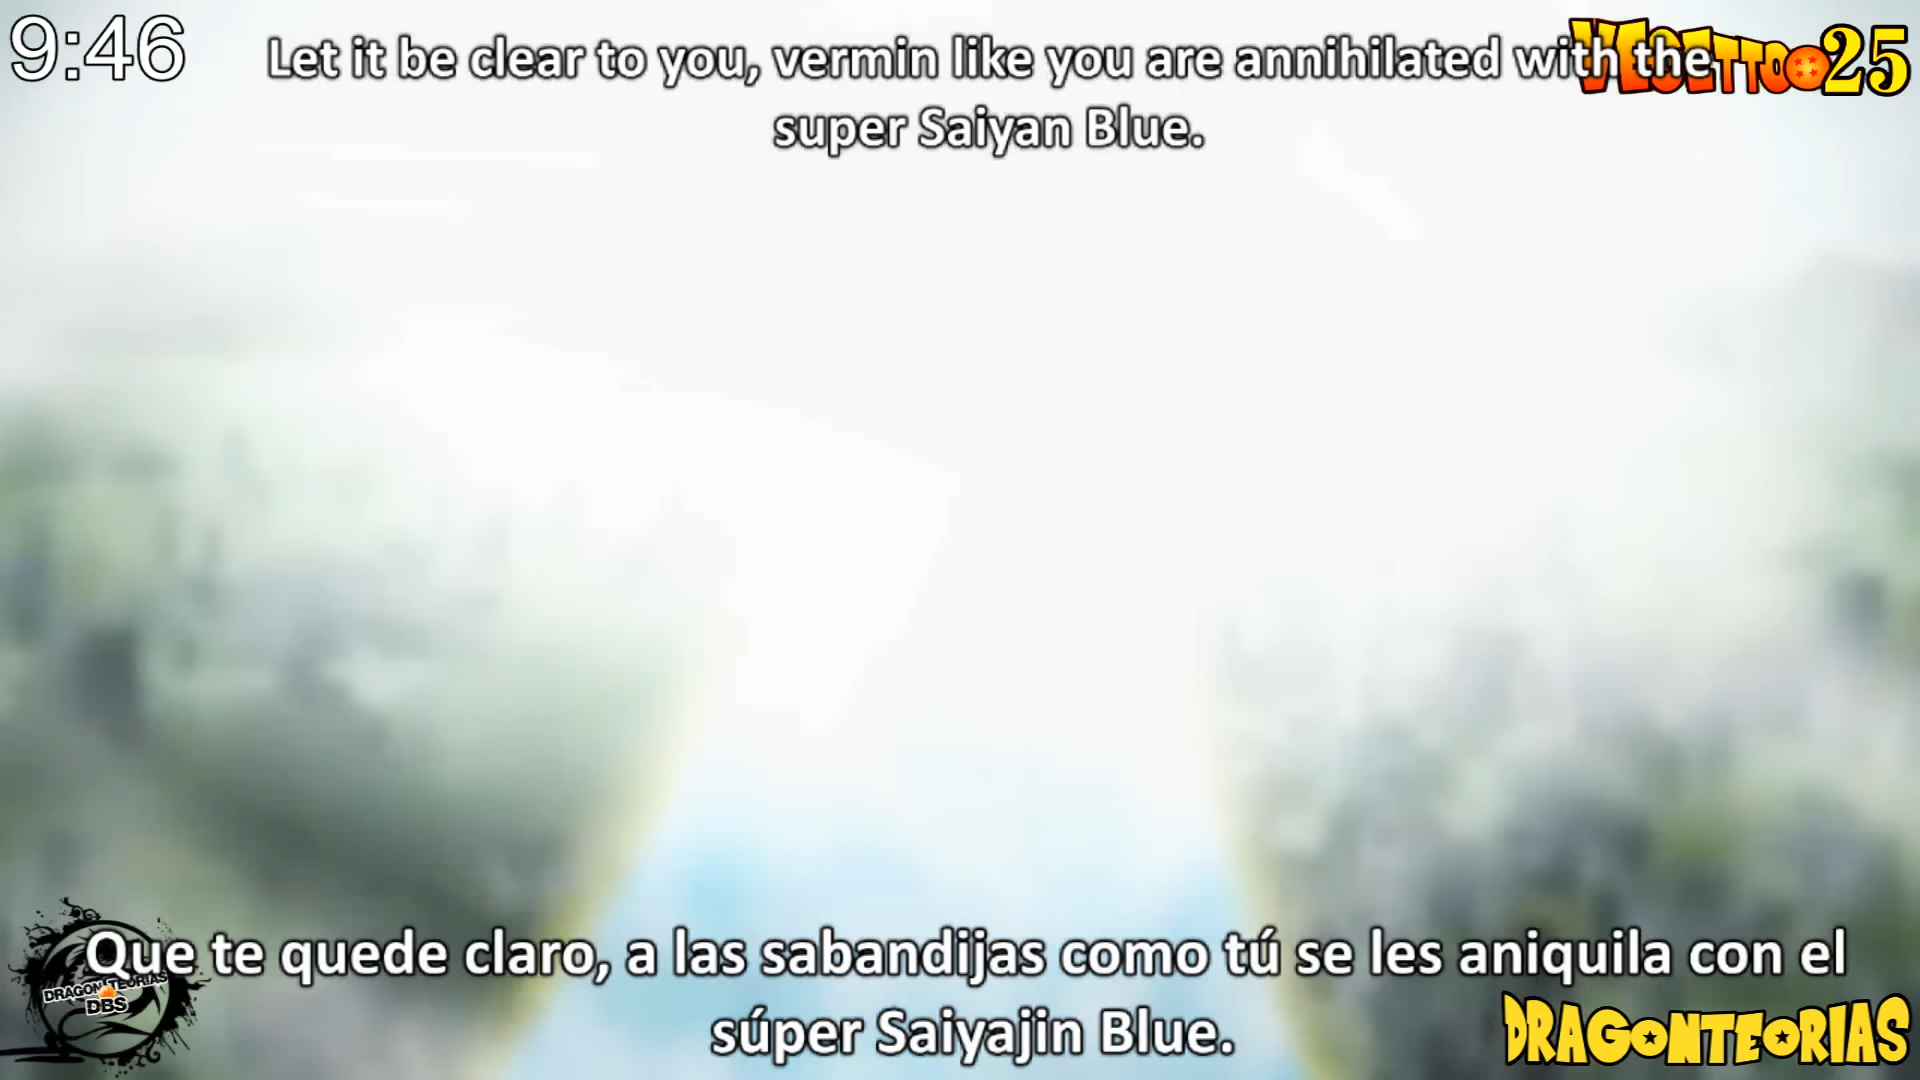 9:46
Let it be clear to you, vermin like you are annihilated with the
super Saiyan Blue.
VEGETTO 25
Que te quede claro, a las sabandijas como tú se les aniquila con el
súper Saiyajin Blue.
DRAGON TEORIAS
DBS
DRAGONTEORIAS